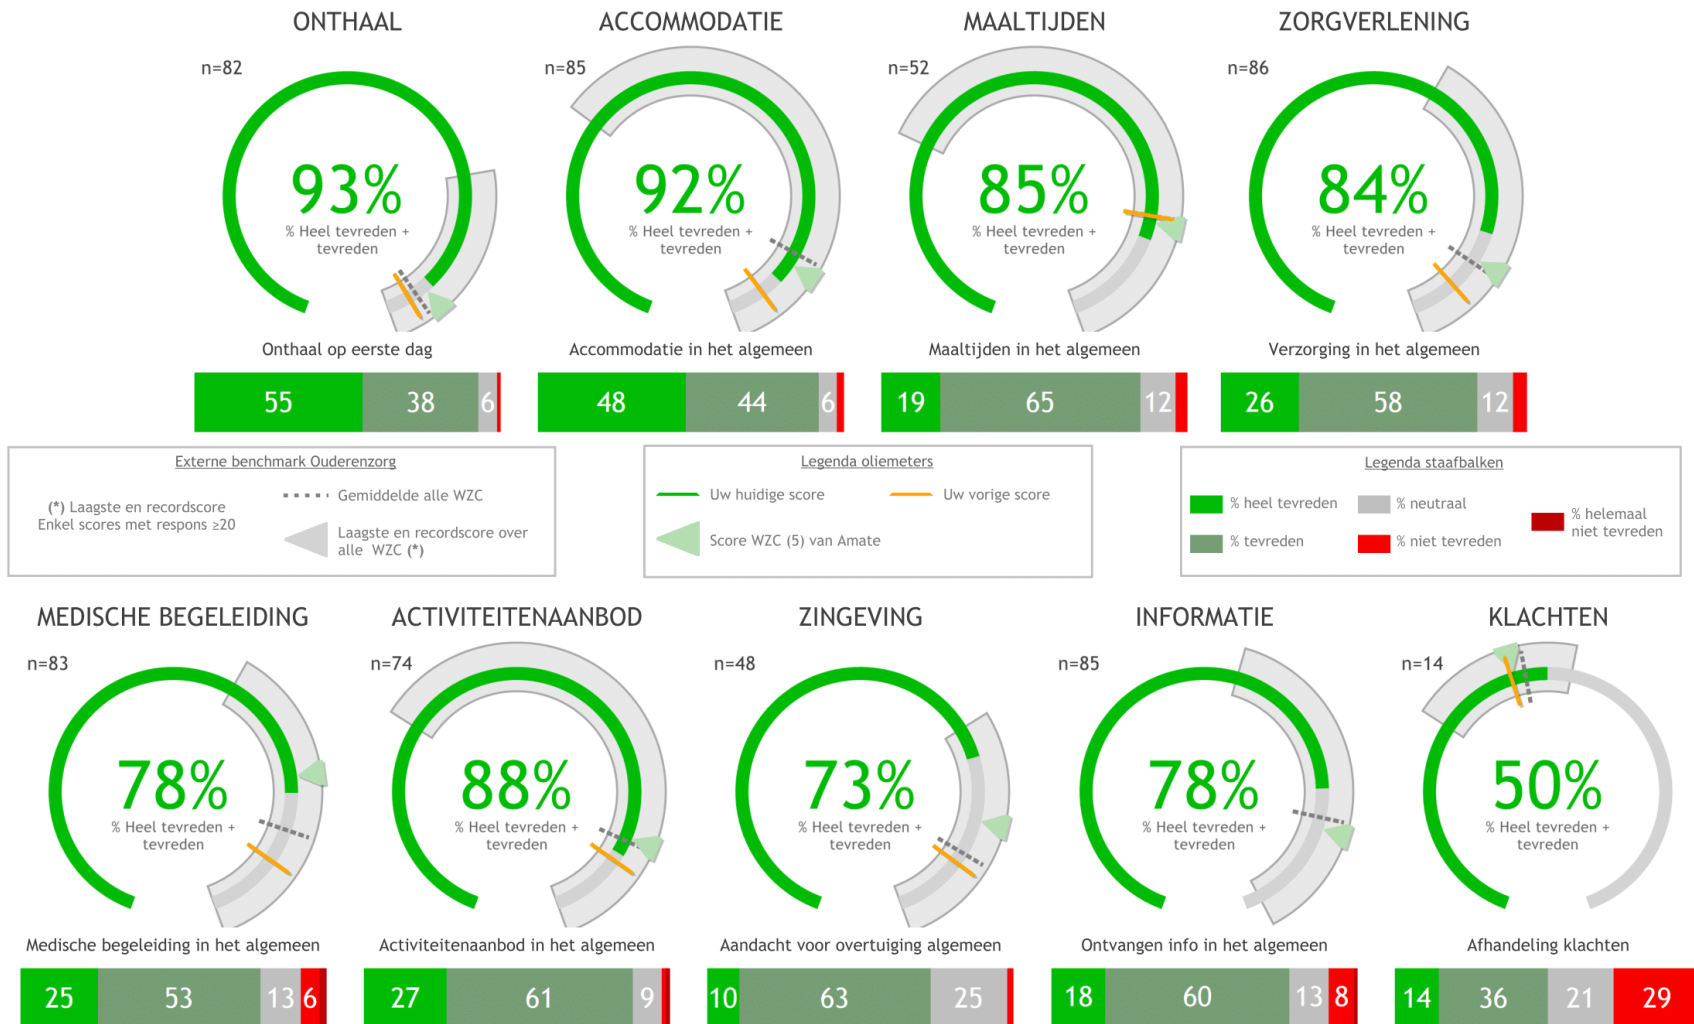 ONTHAAL
ACCOMMODATIE
MAALTIJDEN
ZORGVERLENING
n=82
n=85
n=52
n=86
93%
% Heel tevreden +
tevreden
92%
% Heel tevreden +
tevreden
85%
% Heel tevreden +
tevreden
84%
% Heel tevreden +
tevreden
Onthaal op eerste dag
Accommodatie in het algemeen
Maaltijden in het algemeen
Verzorging in het algemeen
55 38 6
48 44 6
19 65 12
26 58 12
Externe benchmark Ouderenzorg
(*) Laagste en recordscore
Enkel scores met respons ≥20
Gemiddelde alle WZC
Laagste en recordscore over
alle WZC (*)
Legenda oliemeters
Uw huidige score
Uw vorige score
Score WZC (5) van Amate
Legenda staafbalken
% heel tevreden
% neutraal
% helemaal
niet tevreden
% tevreden
% niet tevreden
MEDISCHE BEGELEIDING
ACTIVITEITENAANBOD
ZINGEVING
INFORMATIE
KLACHTEN
n=83
n=74
n=48
n=85
n=14
78%
% Heel tevreden +
tevreden
88%
% Heel tevreden +
tevreden
73%
% Heel tevreden +
tevreden
78%
% Heel tevreden +
tevreden
50%
% Heel tevreden +
tevreden
Medische begeleiding in het algemeen
Activiteitenaanbod in het algemeen
Aandacht voor overtuiging algemeen
Ontvangen info in het algemeen
Afhandeling klachten
25 53 13 6
27 61 9
10 63 25
18 60 13 8
14 36 21 29